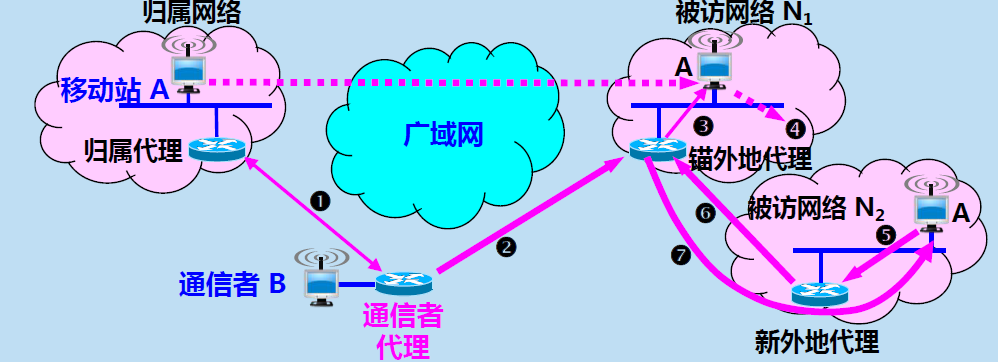 归属网络
被访网络 N1
移动站 A
A
广域网
❸
❹
归属代理
锚外地代理
❶
❻
被访网络 N2
A
❷
❼
❺
通信者 B
通信者
代理
新外地代理